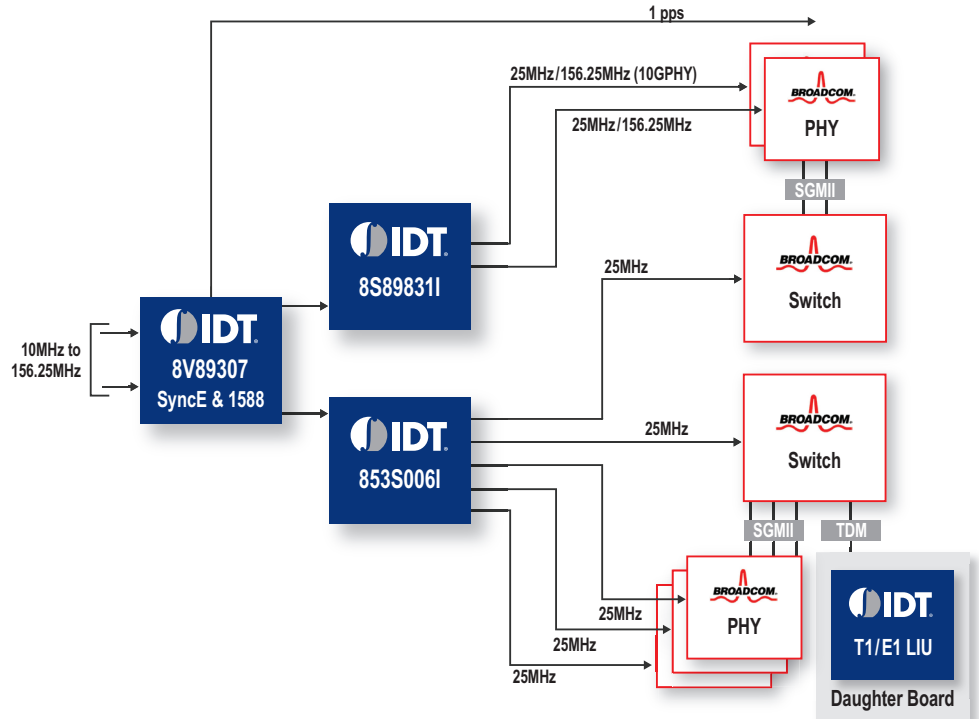 1 pps
25MHz/156.25MHz (10GPHY)
25MHz/156.25MHz
BROADCOM.
PHY
SGMII
IDT.
8S89831I
25MHz
BROADCOM.
Switch
10MHz to
156.25MHz
IDT.
8V89307
SyncE & 1588
IDT.
853S006I
25MHz
BROADCOM.
Switch
SGMII
TDM
25MHz
25MHz
25MHz
BROADCOM.
PHY
IDT.
T1/E1 LIU
Daughter Board